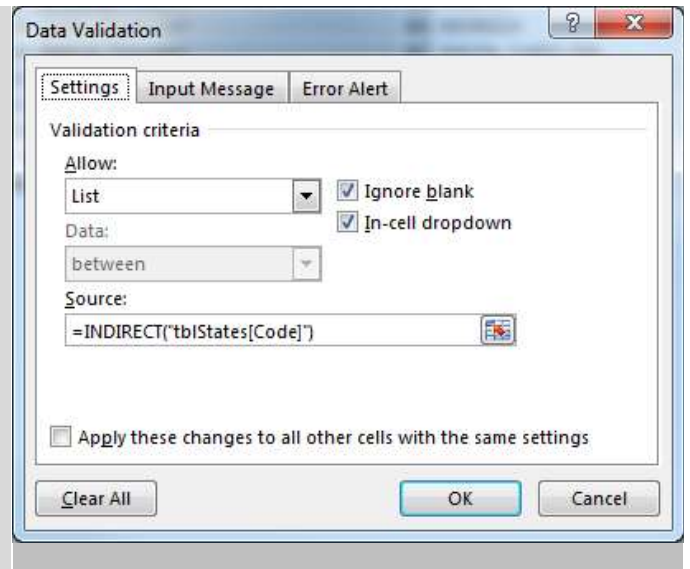 Data Validation
Settings Input Message Error Alert
Validation criteria
Allow:
List
Ignore blank
In-cell dropdown
Data:
between
Source:
=INDIRECT("tblStates[Code]")
Apply these changes to all other cells with the same settings
Clear All OK Cancel